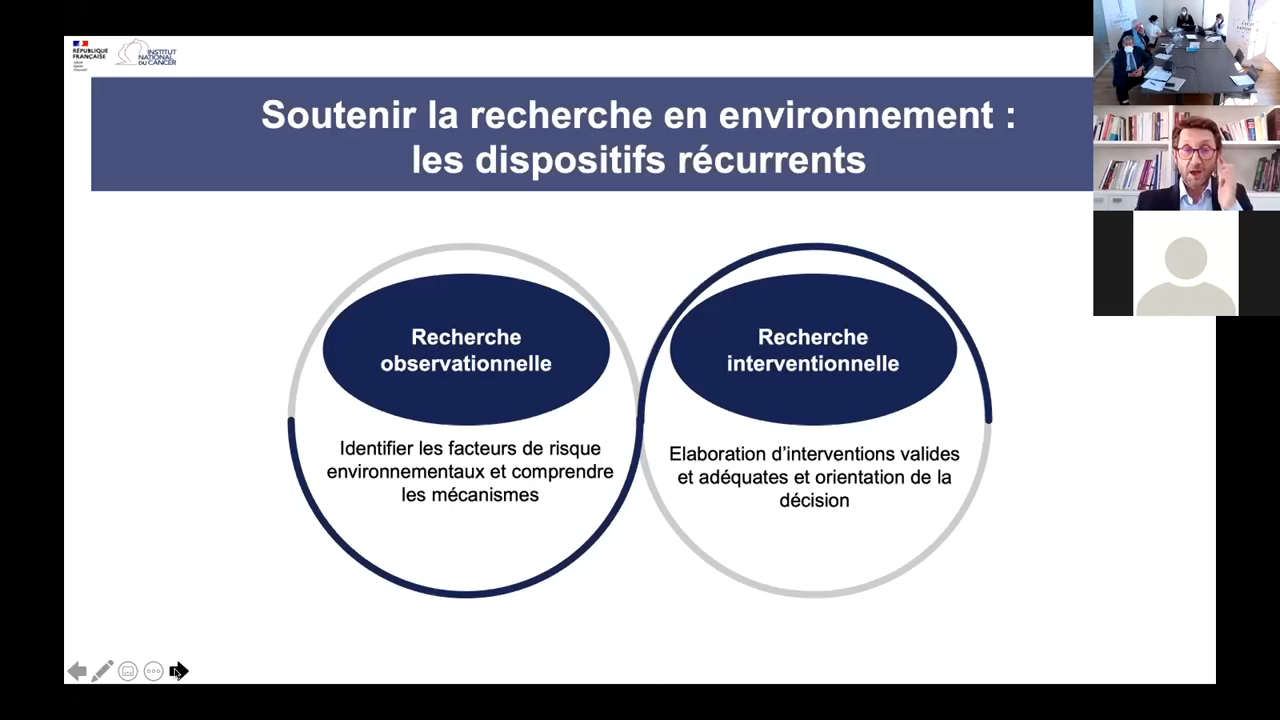 RÉPUBLIQUE
FRANÇAISE
INSTITUT
NATIONAL
DU CANCER
Soutenir la recherche en environnement :
les dispositifs récurrents
Recherche
observationnelle
Identifier les facteurs de risque
environnementaux et comprendre
les mécanismes
Recherche
interventionnelle
Elaboration d’interventions valides
et adéquates et orientation de la
décision